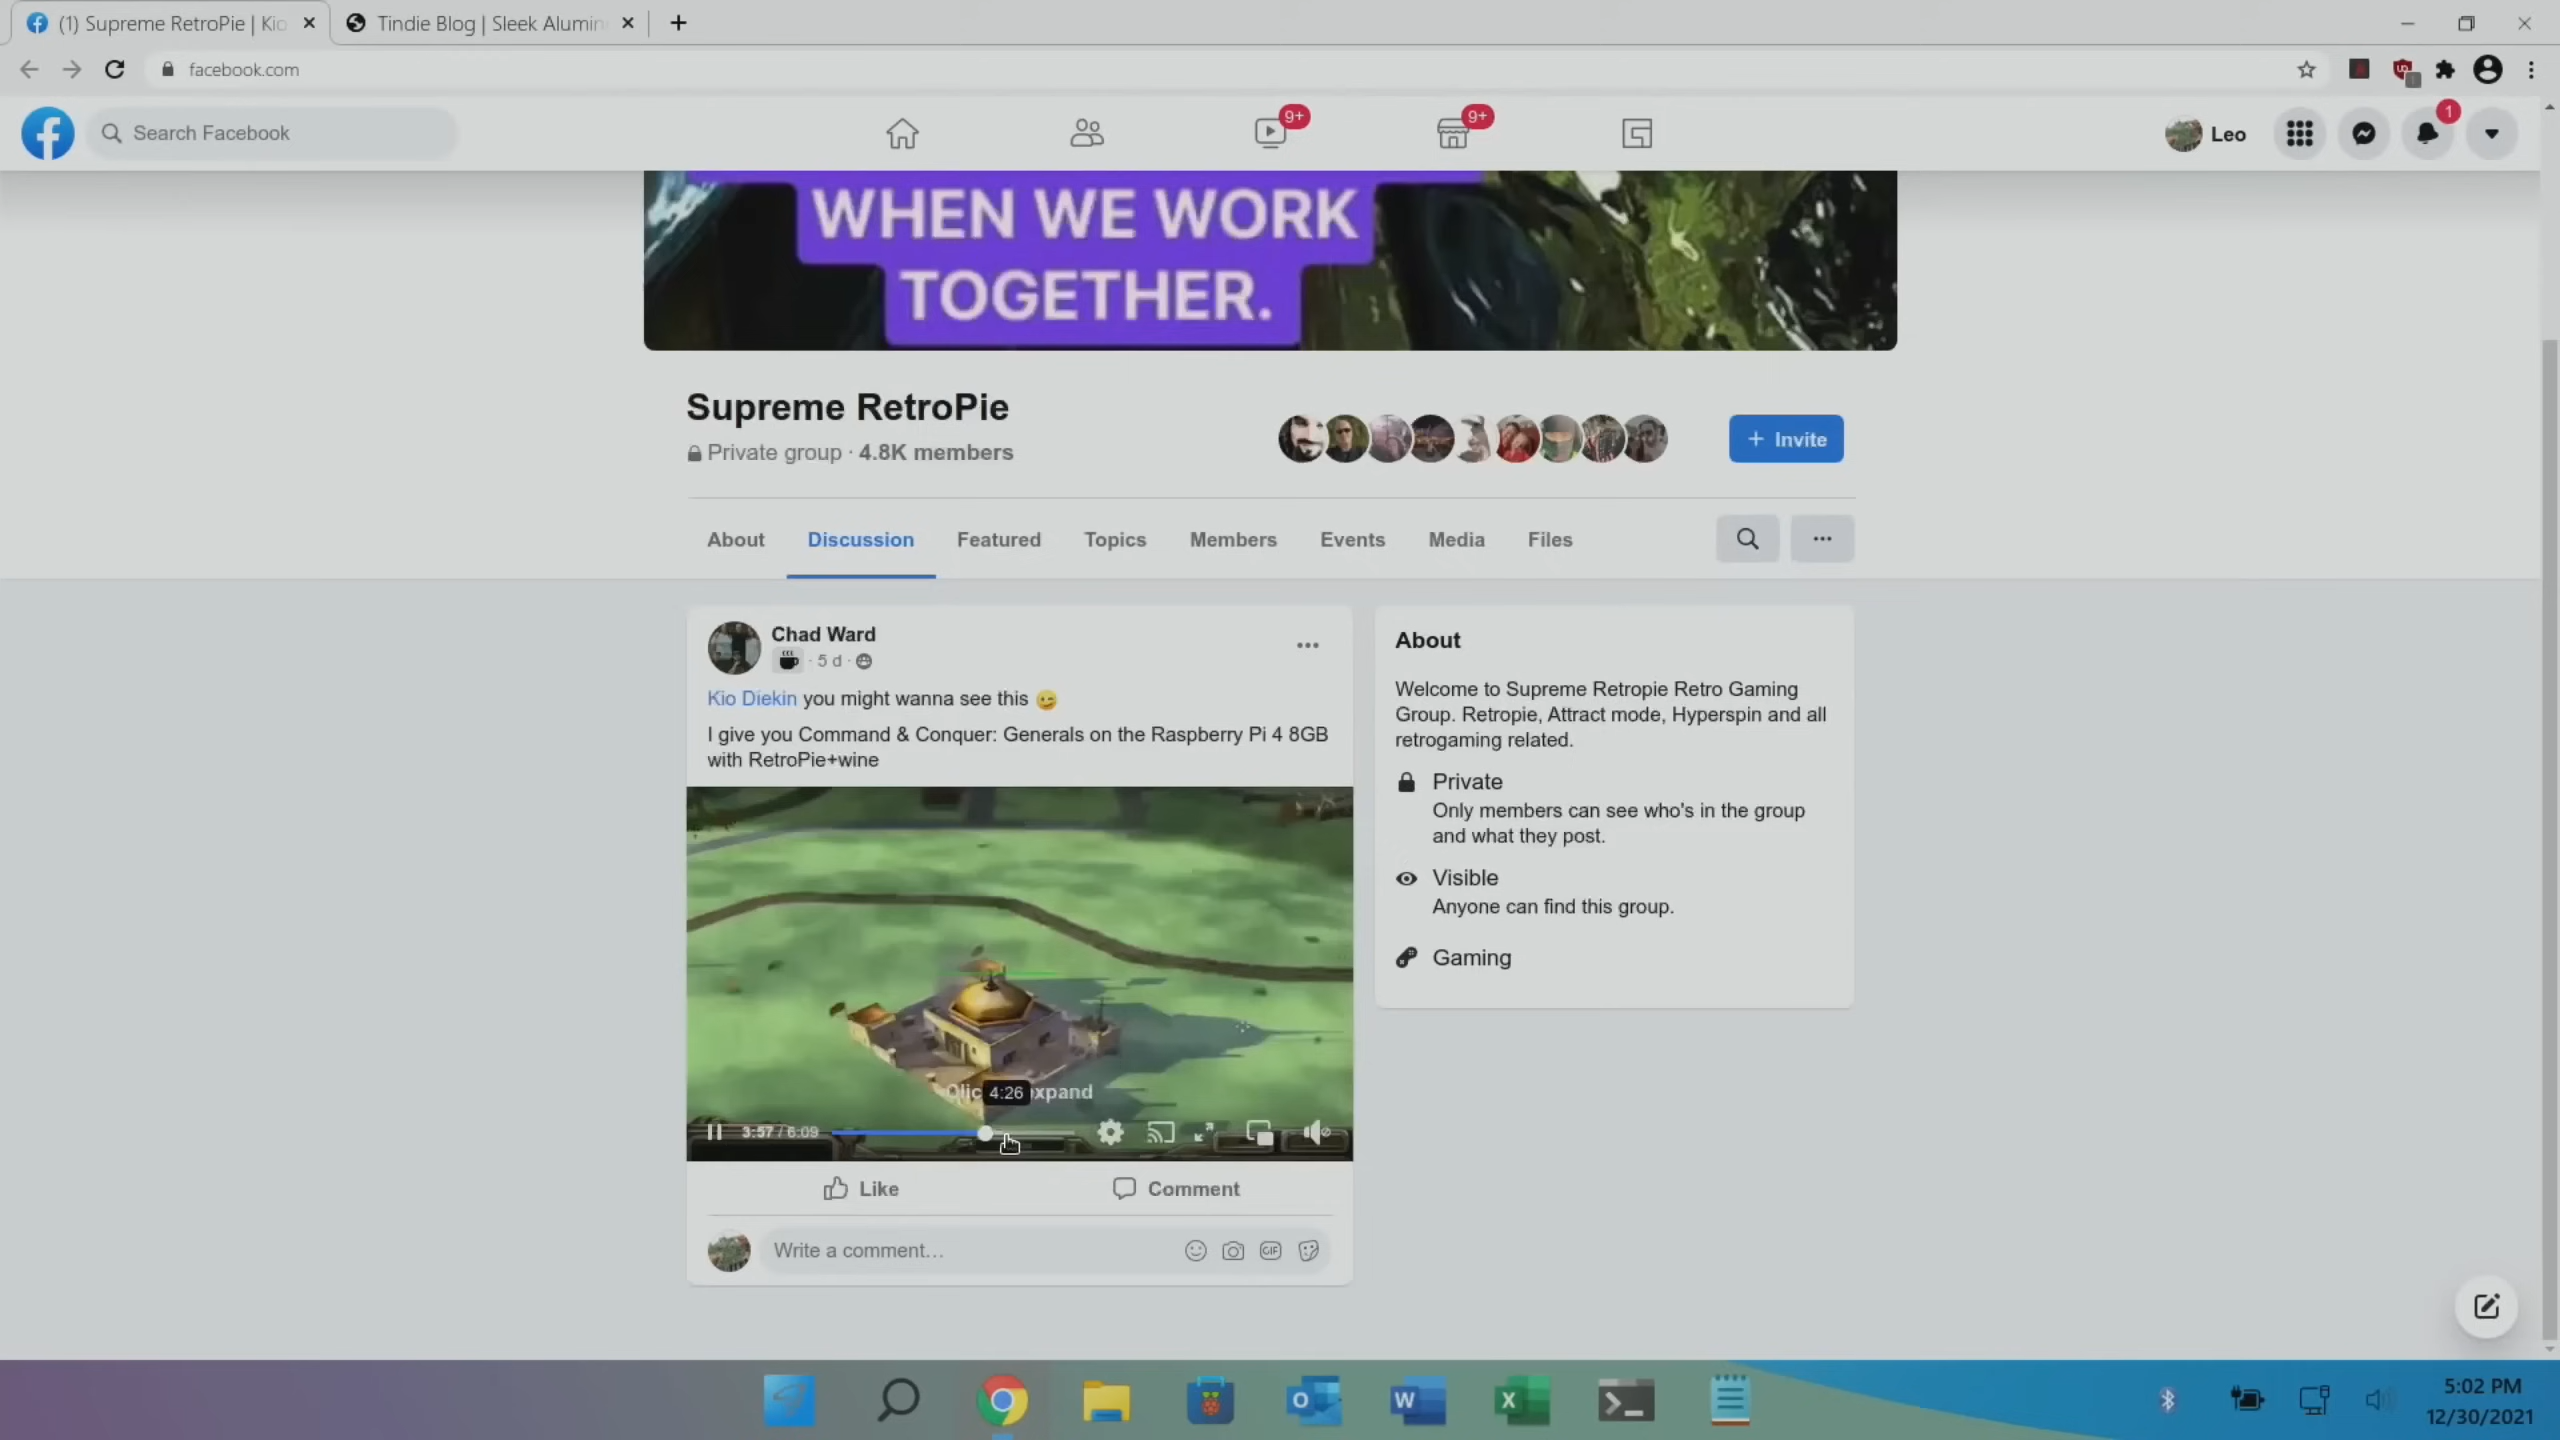 (1) Supreme RetroPie | Kio
Tindie Blog | Sleek Alumin
facebook.com
Search Facebook
9+
9+
Leo
1
WHEN WE WORK
TOGETHER.
Supreme RetroPie
Private group · 4.8K members
+ Invite
About
Discussion
Featured
Topics
Members
Events
Media
Files
Chad Ward
· 5 d ·
Kio Diekin you might wanna see this
I give you Command & Conquer: Generals on the Raspberry Pi 4 8GB
with RetroPie+wine
4:26
3:57 / 6:09
Like
Comment
Write a comment…
GIF
About
Welcome to Supreme Retropie Retro Gaming
Group. Retropie, Attract mode, Hyperspin and all
retrogaming related.
Private
Only members can see who's in the group
and what they post.
Visible
Anyone can find this group.
Gaming
5:02 PM
12/30/2021